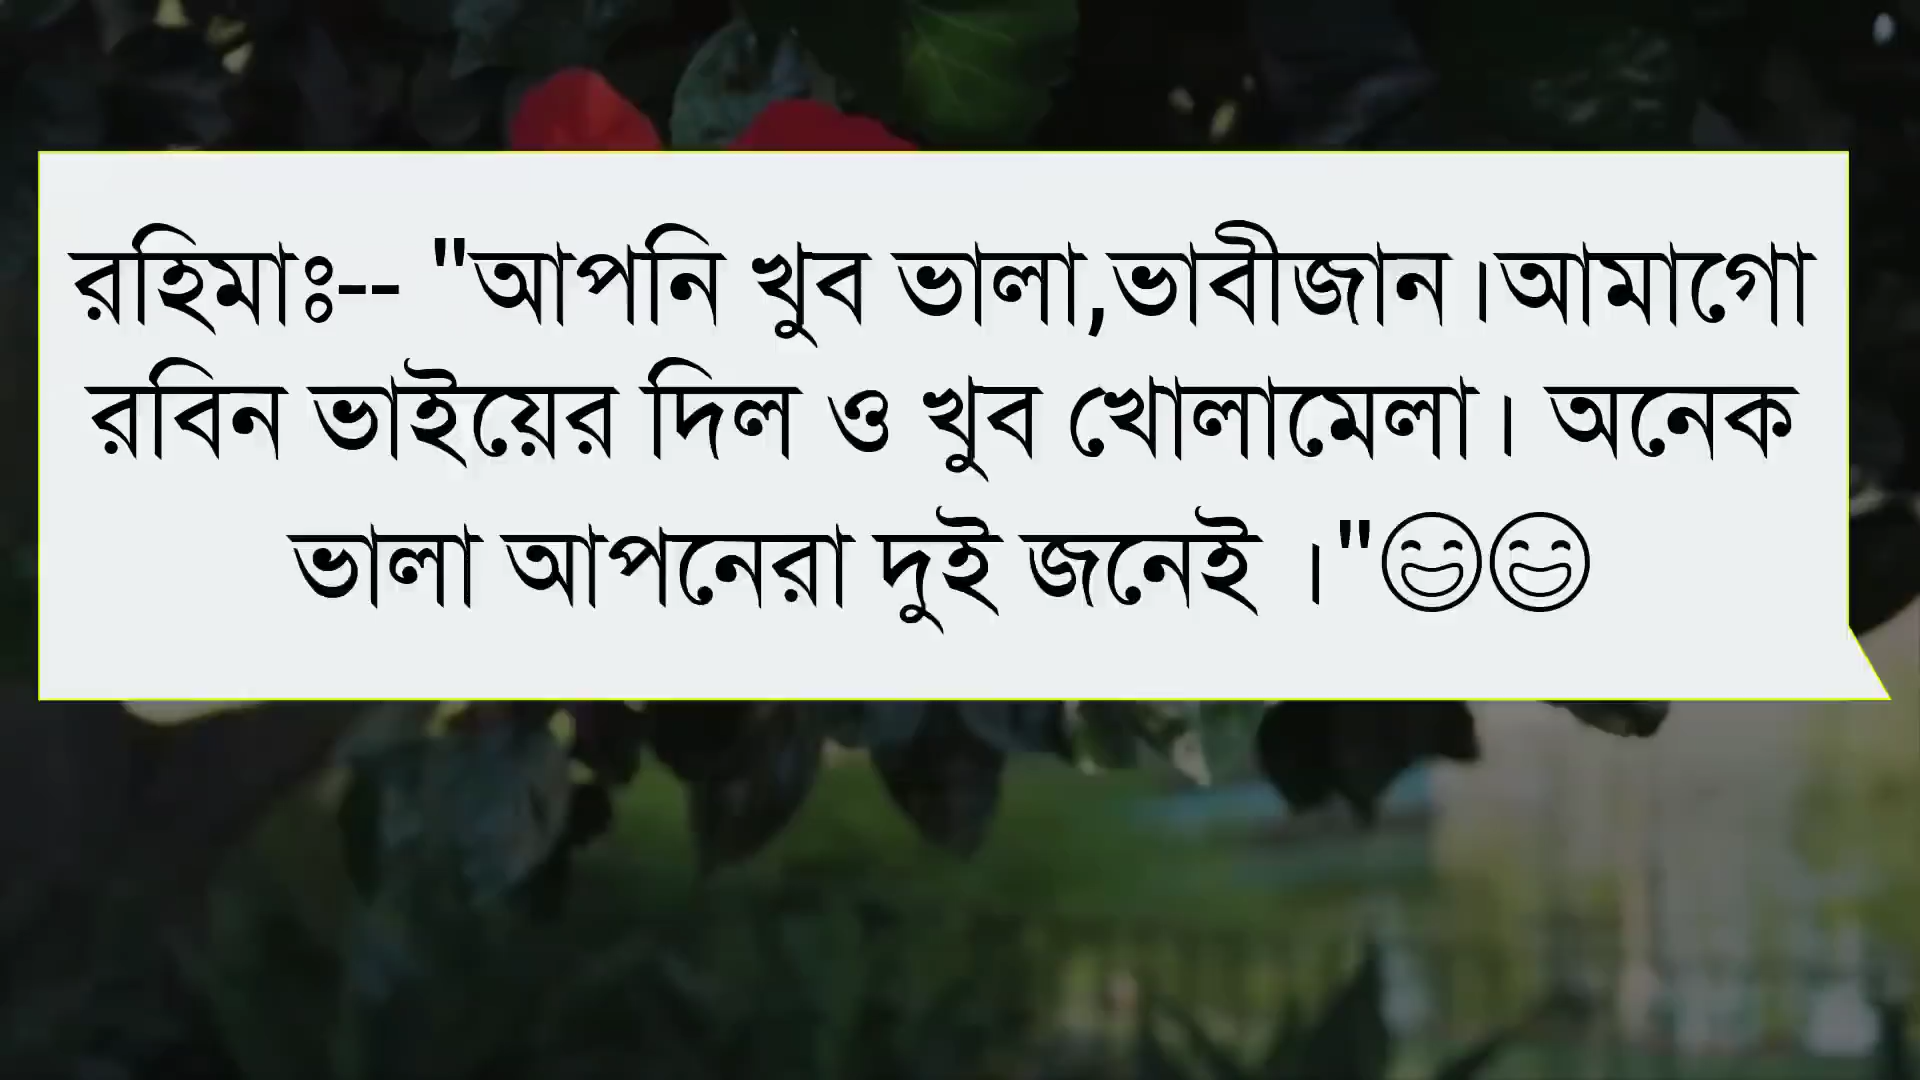 রহিমাঃ-- "আপনি খুব ভালা,ভাবীজান।আমাগো
রবিন ভাইয়ের দিল ও খুব খোলামেলা। অনেক
ভালা আপনেরা দুই জনেই ।"😄😄